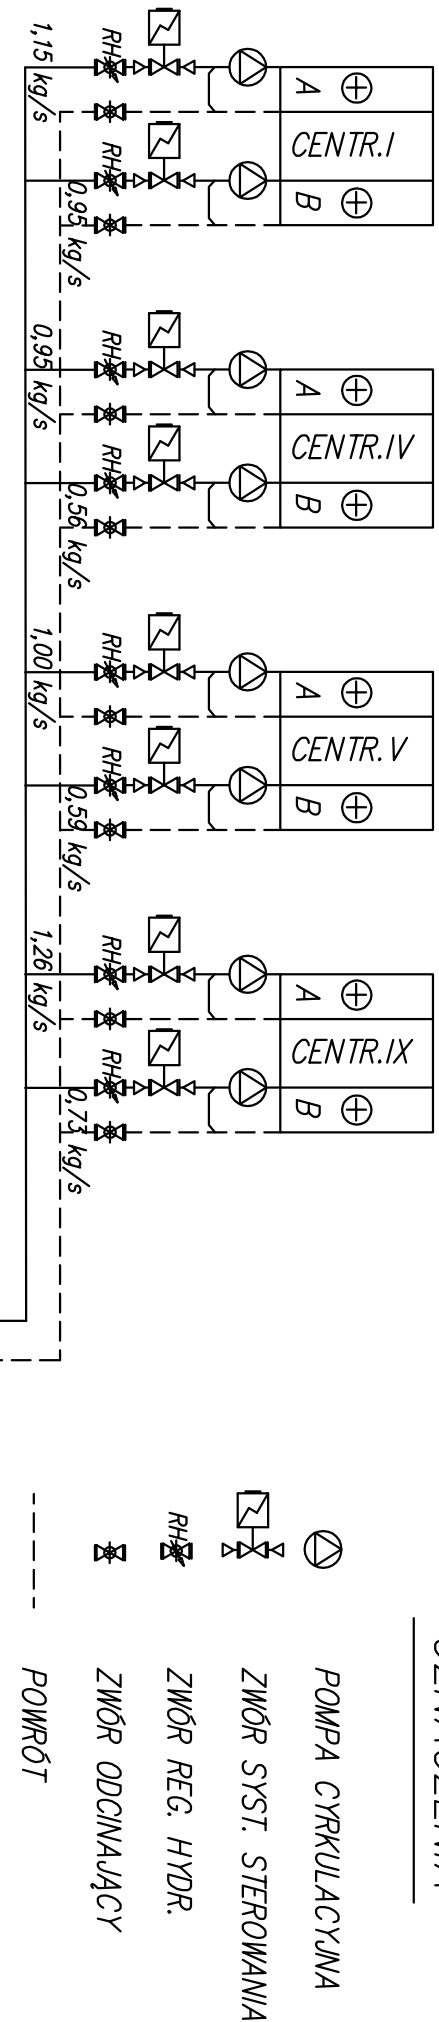 1,15 kg/s
RH
A
CENTR.I
B
RH
0,95 kg/s
0,95 kg/s
RH
A
CENTR.IV
B
RH
0,56 kg/s
1,00 kg/s
RH
A
CENTR. V
B
RH
0,59 kg/s
1,26 kg/s
RH
A
CENTR.IX
B
RH
0,73 kg/s
POMPA CYRKULACYJNA
ZWÓR SYST. STEROWANIA
RH
ZWÓR REG. HYDR.
ZWÓR ODCINAJĄCY
POWRÓT